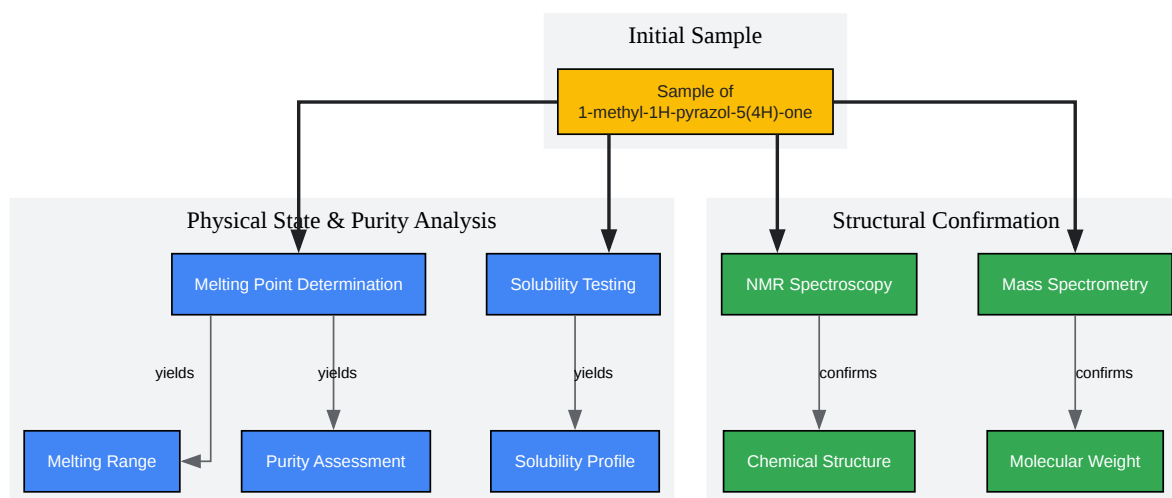 Initial Sample
Sample of
1-methyl-1H-pyrazol-5(4H)-one
Physical State & Purity Analysis
Structural Confirmation
Melting Point Determination
Solubility Testing
NMR Spectroscopy
Mass Spectrometry
yields
yields
yields
confirms
confirms
Melting Range
Purity Assessment
Solubility Profile
Chemical Structure
Molecular Weight